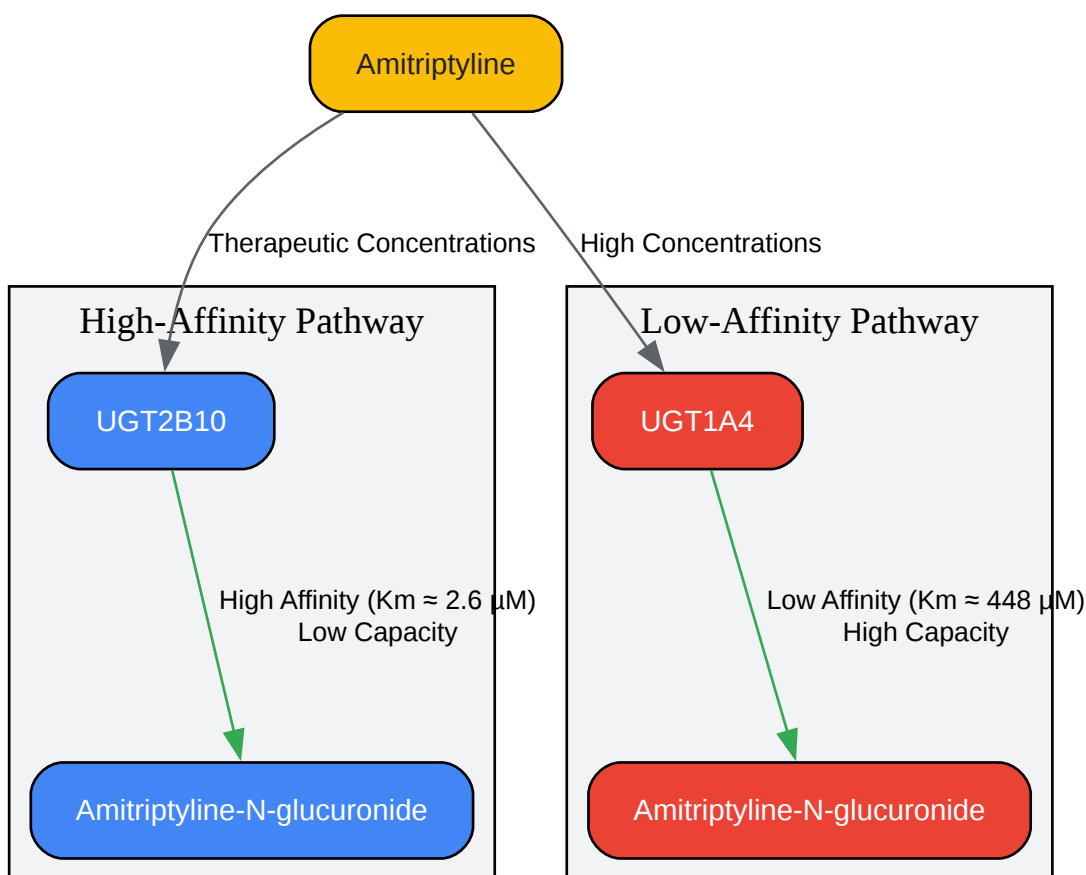 Amitriptyline
Therapeutic Concentrations
High Concentrations
High-Affinity Pathway
Low-Affinity Pathway
UGT2B10
UGT1A4
High Affinity (Km ≈ 2.6 µM)
Low Capacity
Low Affinity (Km ≈ 448 µM)
High Capacity
Amitriptyline-N-glucuronide
Amitriptyline-N-glucuronide